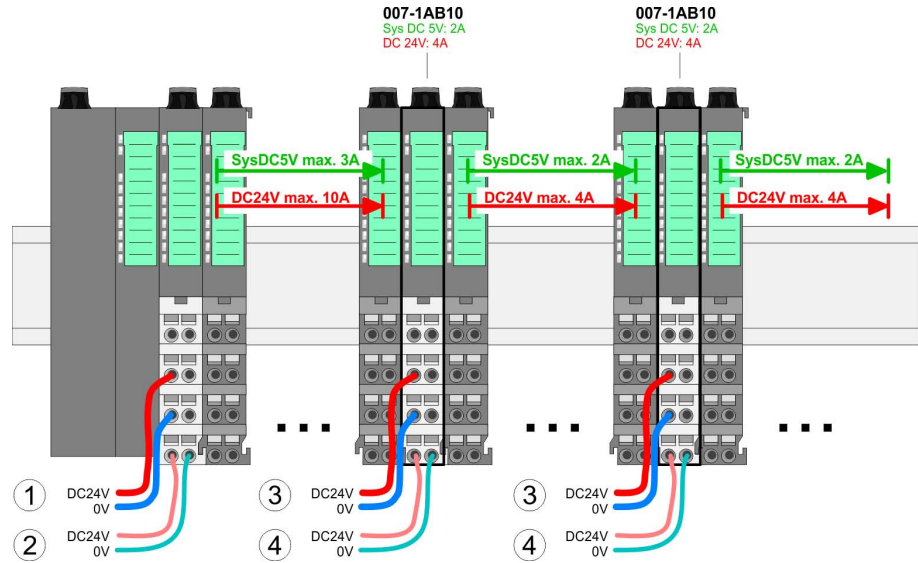 007-1AB10
Sys DC 5V: 2A
DC 24V: 4A
007-1AB10
Sys DC 5V: 2A
DC 24V: 4A
SysDC5V max. 3A
SysDC5V max. 2A
SysDC5V max. 2A
DC24V max. 10A
DC24V max. 4A
DC24V max. 4A
1 DC24V
0V
2 DC24V
0V
3 DC24V
0V
4 DC24V
0V
3 DC24V
0V
4 DC24V
0V